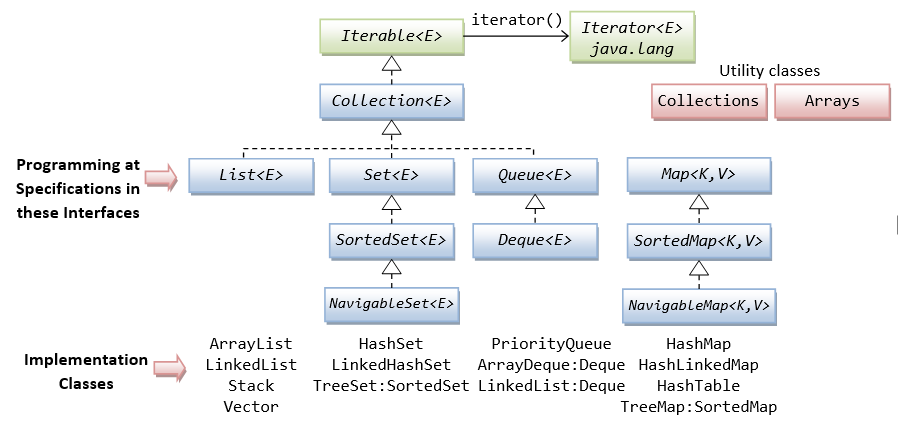 iterator()
Iterable<E>
Iterator<E>
java.lang
Utility classes
Collection<E>
Collections
Arrays
Programming at
Specifications in
these Interfaces
List<E>
Set<E>
Queue<E>
Map<K,V>
SortedSet<E>
Deque<E>
SortedMap<K,V>
NavigableSet<E>
NavigableMap<K,V>
Implementation
Classes
ArrayList
LinkedList
Stack
Vector
HashSet
LinkedHashSet
TreeSet:SortedSet
PriorityQueue
ArrayDeque:Deque
LinkedList:Deque
HashMap
HashLinkedMap
HashTable
TreeMap:SortedMap